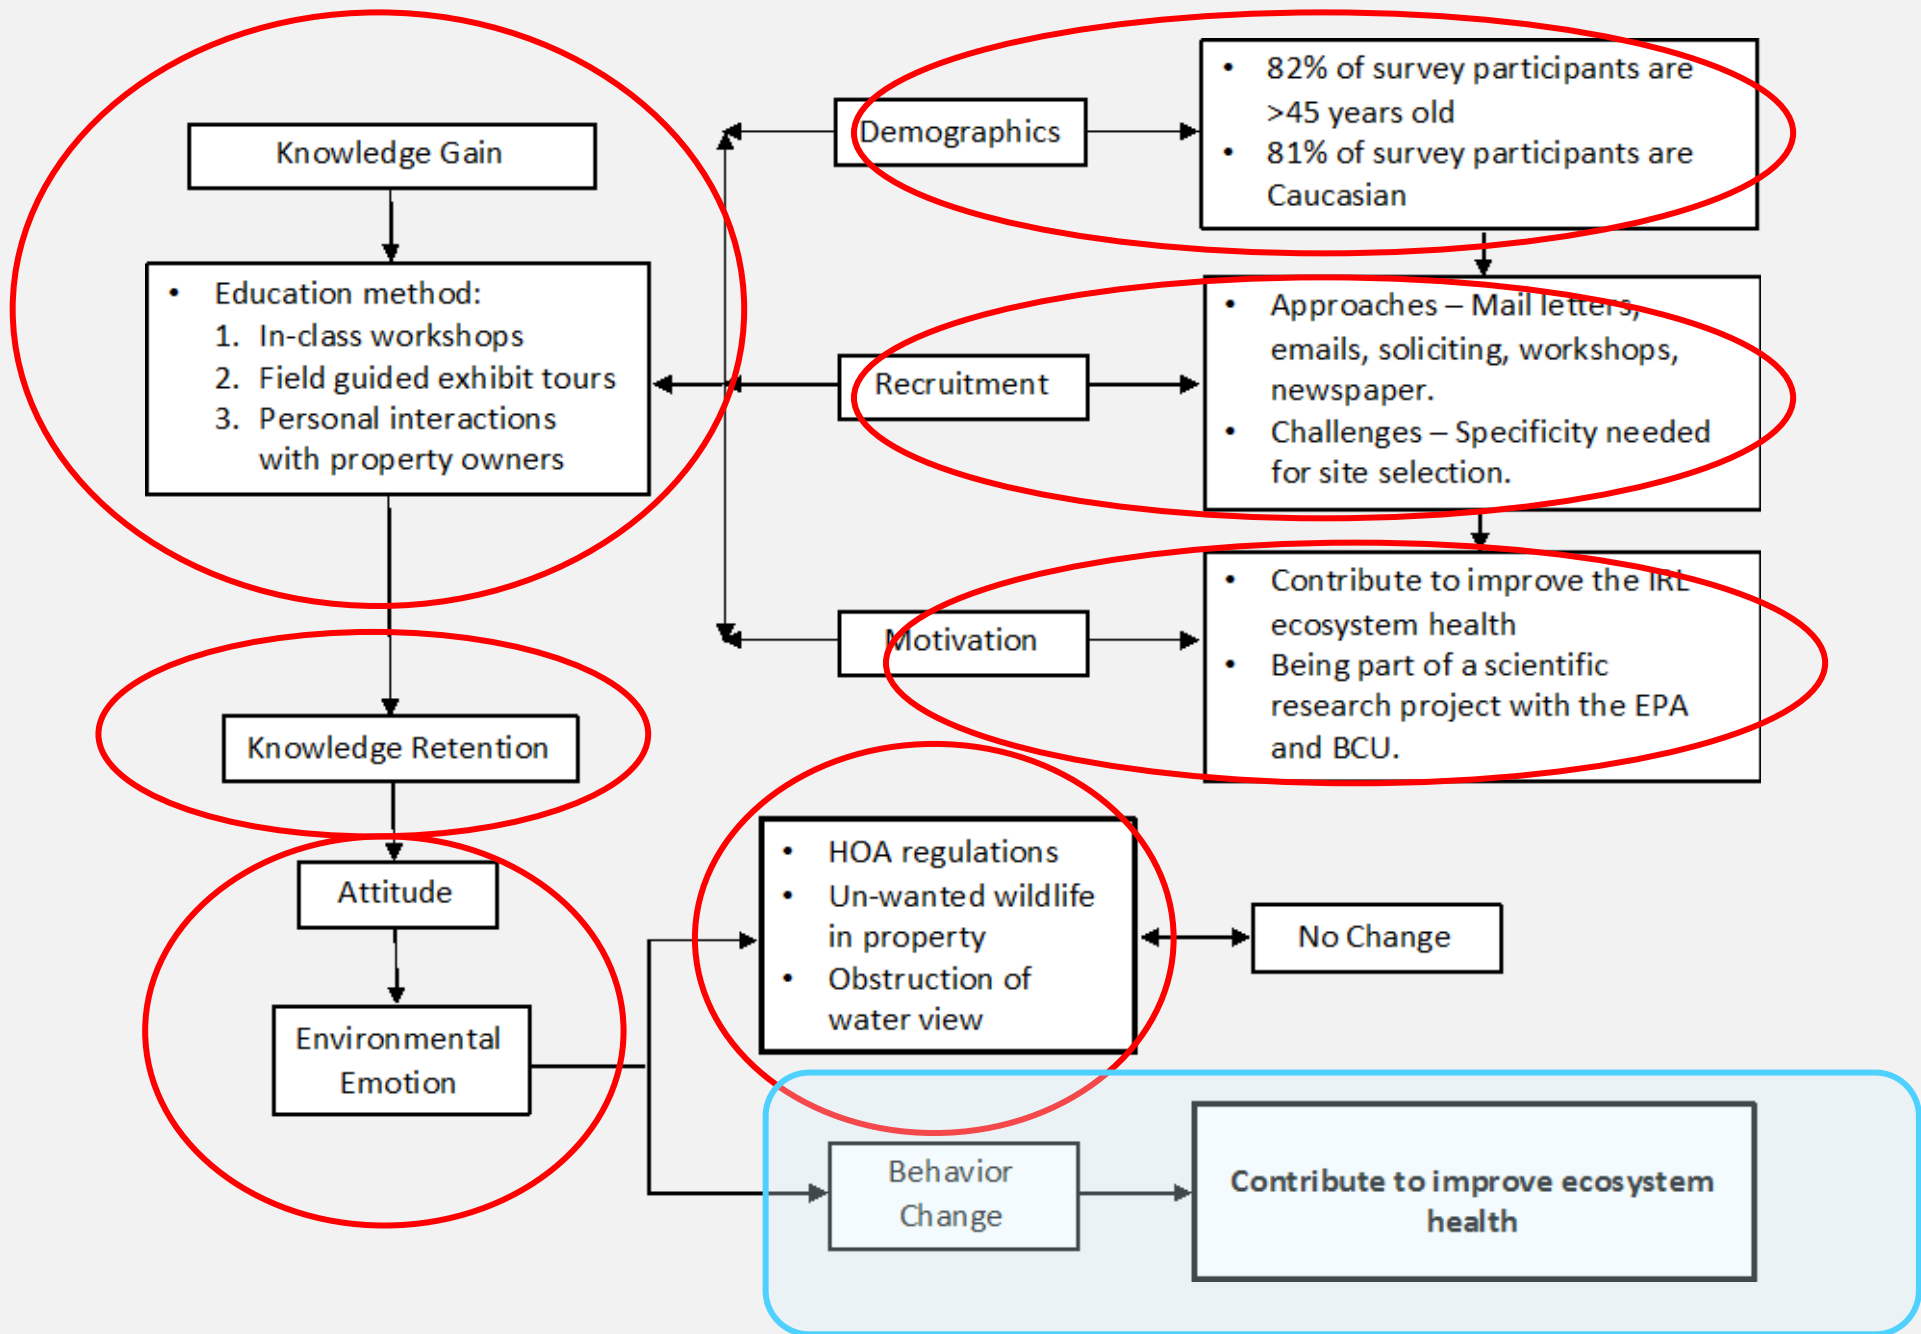 Knowledge Gain
• Education method:
1. In-class workshops
2. Field guided exhibit tours
3. Personal interactions
with property owners
Knowledge Retention
Attitude
Environmental
Emotion
Demographics
• 82% of survey participants are
>45 years old
• 81% of survey participants are
Caucasian
Recruitment
• Approaches – Mail letters,
emails, soliciting, workshops,
newspaper.
• Challenges – Specificity needed
for site selection.
Motivation
• Contribute to improve the IRL
ecosystem health
• Being part of a scientific
research project with the EPA
and BCU.
• HOA regulations
• Un-wanted wildlife
in property
• Obstruction of
water view
No Change
Behavior
Change
Contribute to improve ecosystem
health